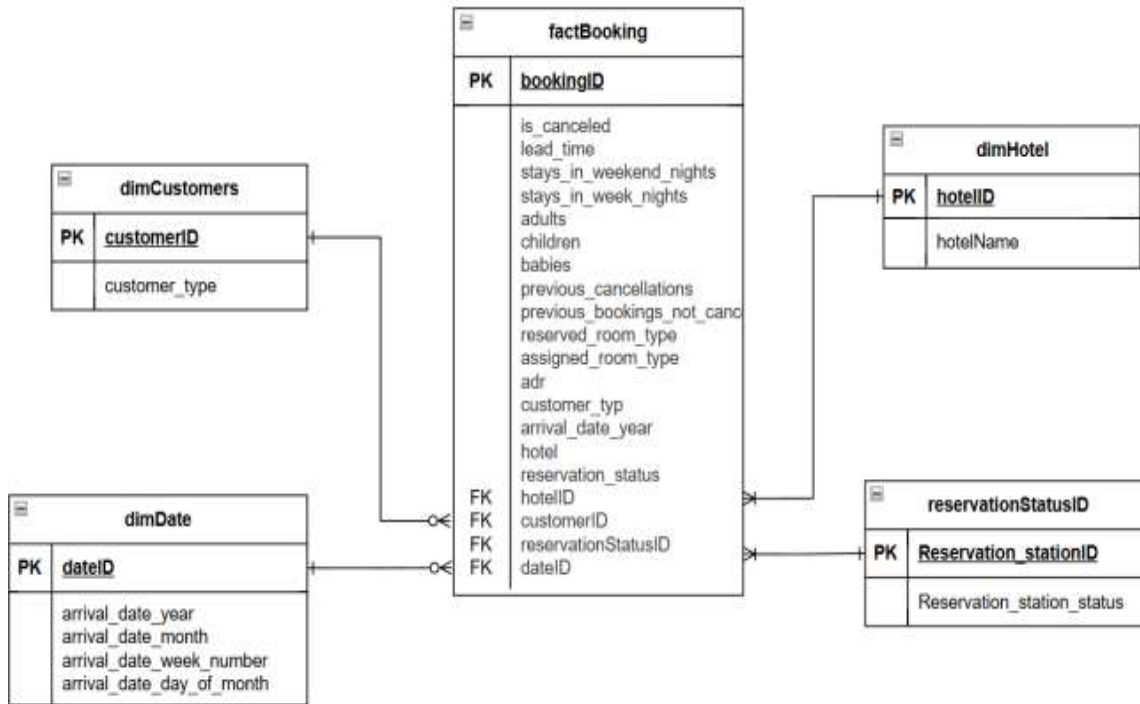 factBooking
PK bookingID
is_canceled
lead_time
stays_in_weekend_nights
stays_in_week_nights
adults
children
babies
previous_cancellations
previous_bookings_not_canc
reserved_room_type
assigned_room_type
adr
customer_typ
arrival_date_year
hotel
reservation_status
FK hotelID
FK customerID
FK reservationStatusID
FK dateID
dimCustomers
PK customerID
customer_type
dimDate
PK dateID
arrival_date_year
arrival_date_month
arrival_date_week_number
arrival_date_day_of_month
dimHotel
PK hotelID
hotelName
reservationStatusID
PK Reservation_stationID
Reservation_station_status